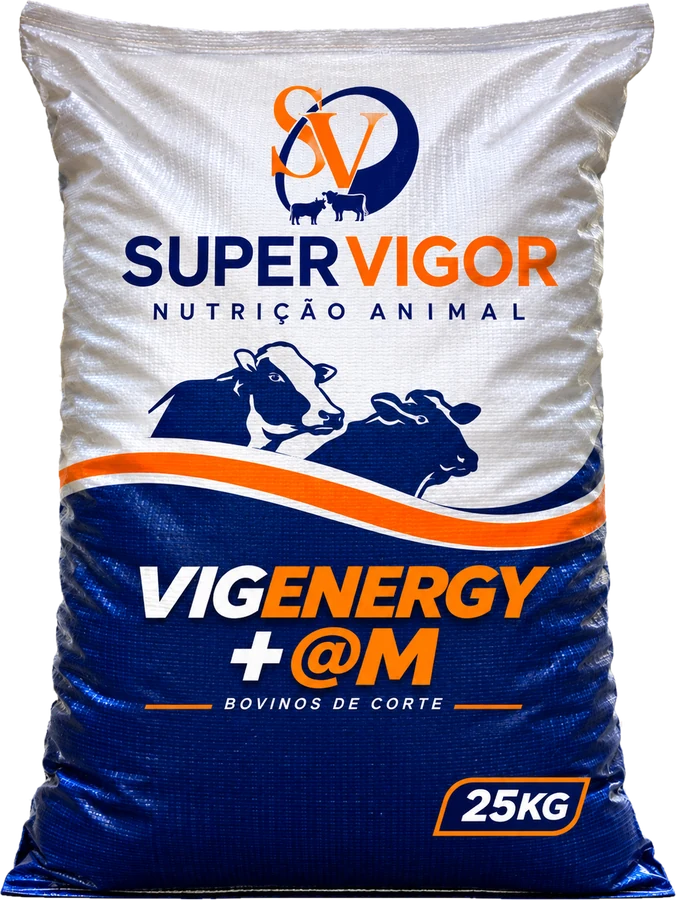 SV
SUPER VIGOR
NUTRIÇÃO ANIMAL
VIGENERGY
+@M
BOVINOS DE CORTE
25KG